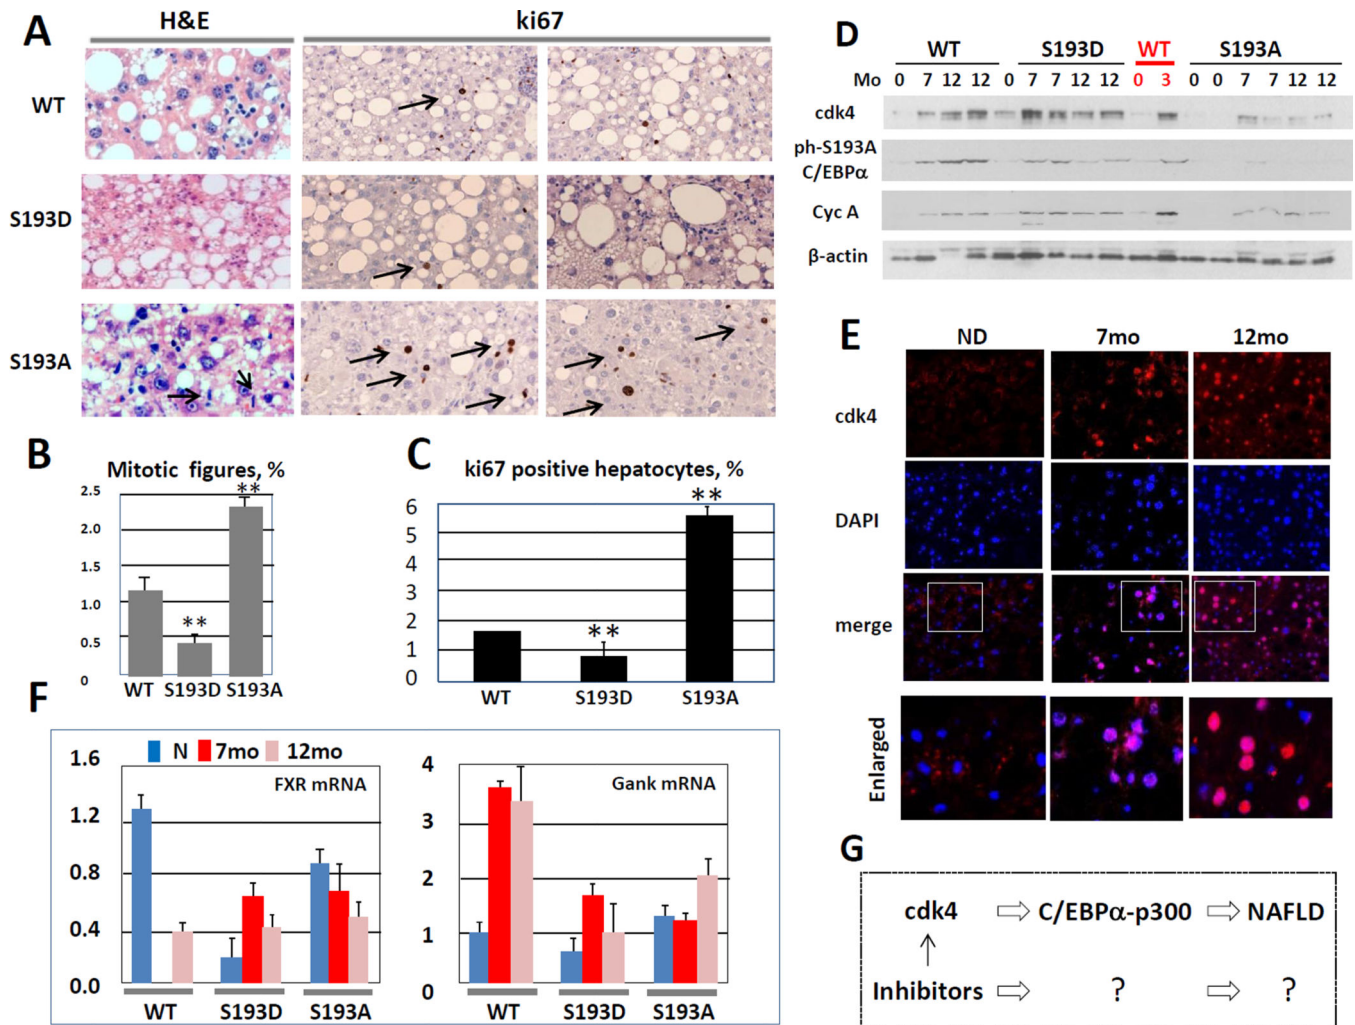 A
H&E
ki67
WT
S193D
S193A
B
Mitotic figures, %
2.5
2.0
1.5
1.0
0.5
0
**
**
WT S193D S193A
C
ki67 positive hepatocytes, %
6
5
4
3
2
1
0
**
**
WT S193D S193A
D
WT S193D WT S193A
Mo 0 7 12 12 0 7 7 12 12 0 3 0 0 7 7 12 12
cdk4
ph-S193A
C/EBPα
Cyc A
β-actin
E
ND 7mo 12mo
cdk4
DAPI
merge
Enlarged
F
N 7mo 12mo
FXR mRNA
1.6
1.2
0.8
0.4
0.0
WT S193D S193A
Gank mRNA
4
3
2
1
0
WT S193D S193A
G
cdk4 ⇨ C/EBPα-p300 ⇨ NAFLD
Inhibitors ⇨ ? ⇨ ?